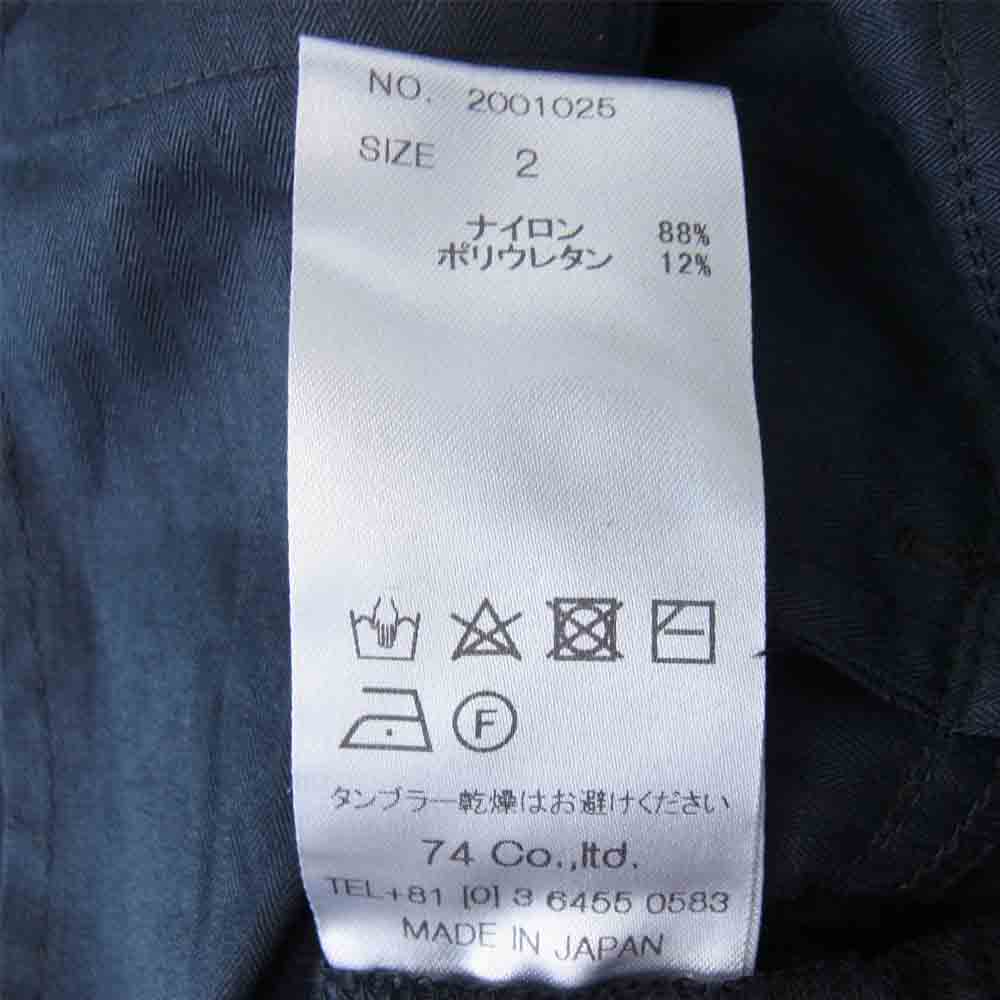 NO. 2001025
SIZE 2
ナイロン 88%
ポリウレタン 12%
F
タンブラー乾燥はお避けください
74 Co.,ltd.
TEL+81 [0] 3 6455 0583
MADE IN JAPAN